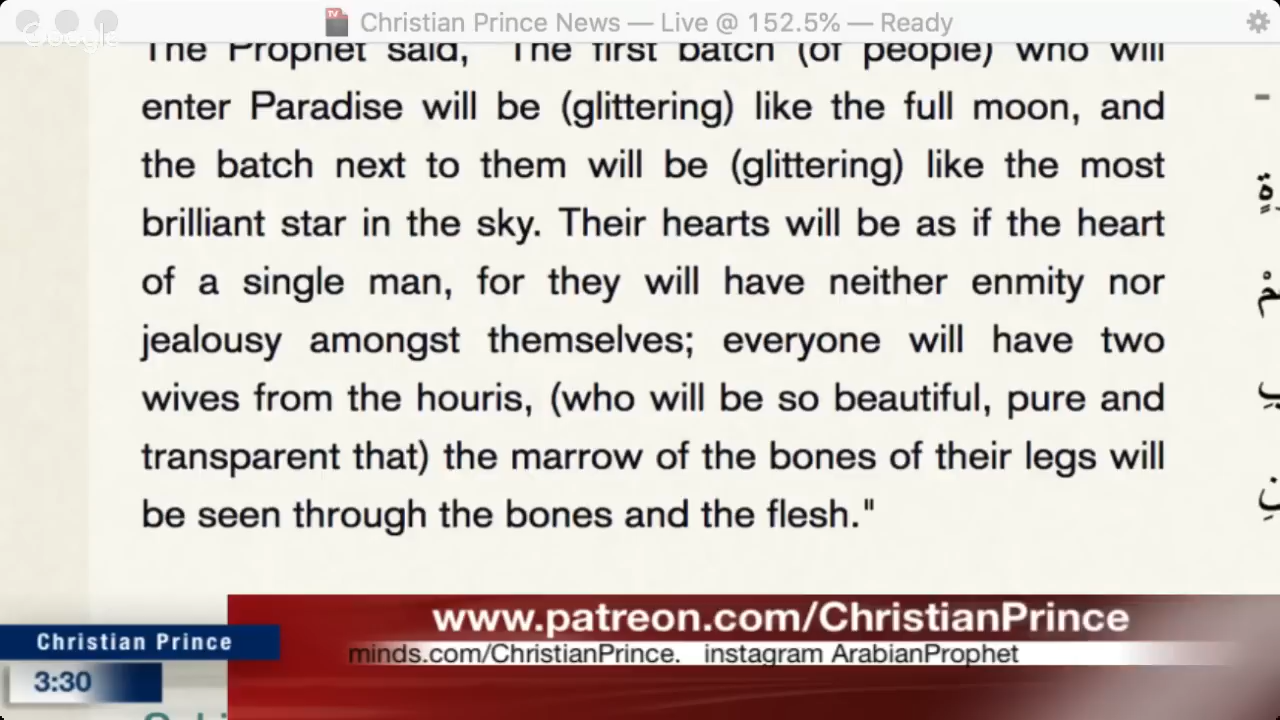 Christian Prince News — Live @ 152.5% — Ready
Google
The Prophet said, "The first batch (of people) who will
enter Paradise will be (glittering) like the full moon, and
the batch next to them will be (glittering) like the most
brilliant star in the sky. Their hearts will be as if the heart
of a single man, for they will have neither enmity nor
jealousy amongst themselves; everyone will have two
wives from the houris, (who will be so beautiful, pure and
transparent that) the marrow of the bones of their legs will
be seen through the bones and the flesh."
www.patreon.com/ChristianPrince
Christian Prince
minds.com/ChristianPrince. instagram ArabianProphet
3:30